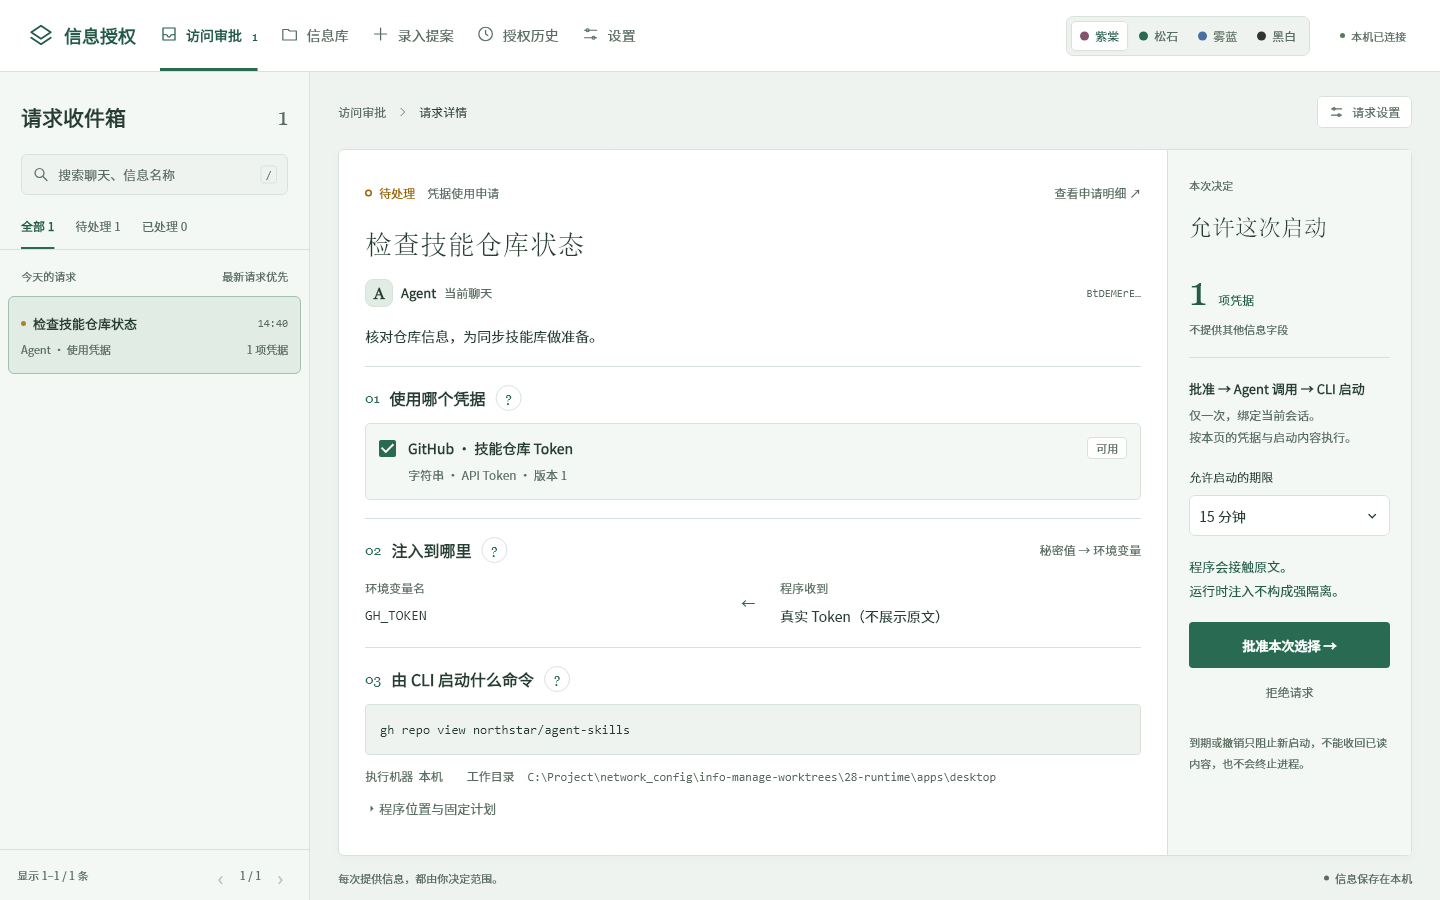 信息授权
访问审批 1
信息库
录入提案
授权历史
设置
紫棠
松石
雾蓝
黑白
本机已连接
请求收件箱 1
搜索聊天、信息名称 /
全部 1 待处理 1 已处理 0
今天的请求 最新请求优先
检查技能仓库状态 14:40
Agent · 使用凭据 1 项凭据
显示 1–1 / 1 条 ‹ 1 / 1 ›
访问审批 > 请求详情
请求设置
待处理 凭据使用申请 查看申请明细 ↗
检查技能仓库状态
A Agent 当前聊天 BtDEMErE…
核对仓库信息，为同步技能库做准备。
01 使用哪个凭据 ?
GitHub · 技能仓库 Token 可用
字符串 · API Token · 版本 1
02 注入到哪里 ? 秘密值 → 环境变量
环境变量名 程序收到
GH_TOKEN ← 真实 Token（不展示原文）
03 由 CLI 启动什么命令 ?
gh repo view northstar/agent-skills
执行机器 本机 工作目录 C:\Project\network_config\info-manage-worktrees\28-runtime\apps\desktop
程序位置与固定计划
本次决定
允许这次启动
1 项凭据
不提供其他信息字段
批准 → Agent 调用 → CLI 启动
仅一次，绑定当前会话。
按本页的凭据与启动内容执行。
允许启动的期限
15 分钟
程序会接触原文。
运行时注入不构成强隔离。
批准本次选择 →
拒绝请求
到期或撤销只阻止新启动，不能收回已读
内容，也不会终止进程。
每次提供信息，都由你决定范围。
信息保存在本机